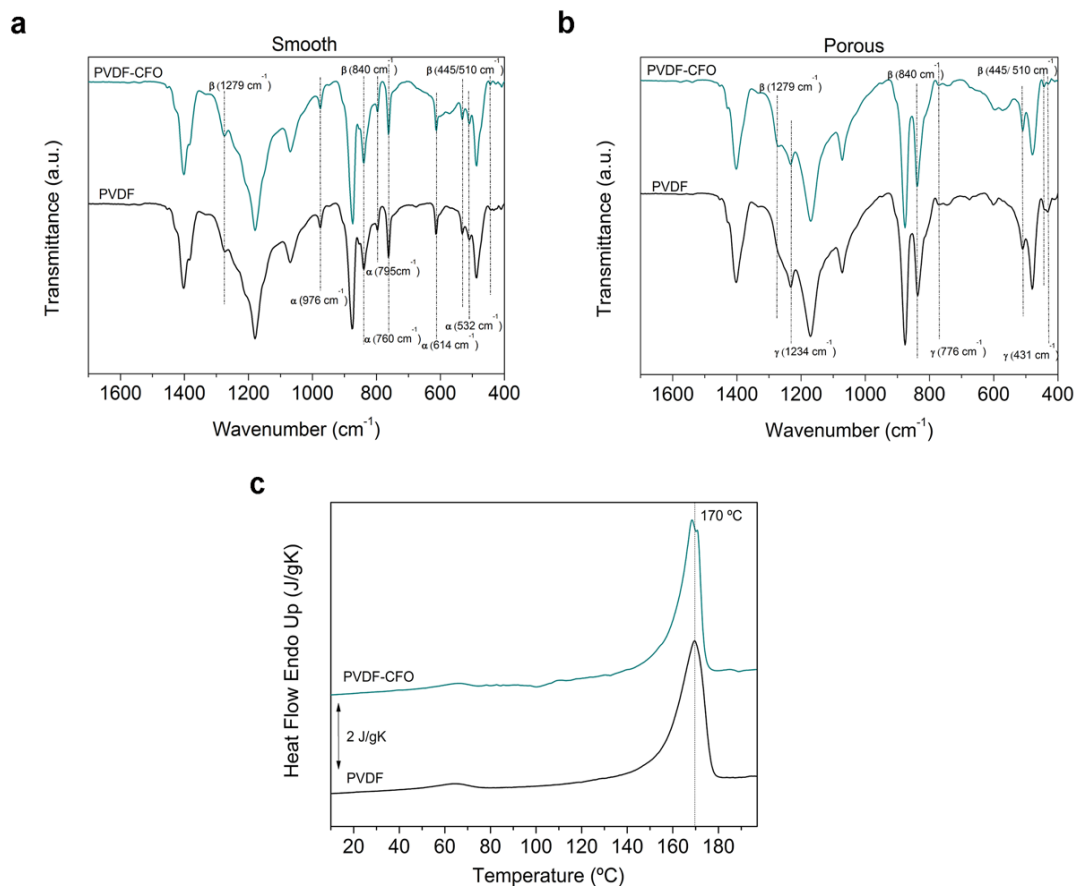 a
Smooth
PVDF-CFO
β (1279 cm⁻¹)
β (840 cm⁻¹)
β (445/510 cm⁻¹)
PVDF
α (976 cm⁻¹)
α (795cm⁻¹)
α (760 cm⁻¹)
α (614 cm⁻¹)
α (532 cm⁻¹)
Transmittance (a.u.)
1600 1400 1200 1000 800 600 400
Wavenumber (cm⁻¹)
b
Porous
PVDF-CFO
β (1279 cm⁻¹)
β (840 cm⁻¹)
β (445/ 510 cm⁻¹)
PVDF
γ (1234 cm⁻¹)
γ (776 cm⁻¹)
γ (431 cm⁻¹)
Transmittance (a.u.)
1600 1400 1200 1000 800 600 400
Wavenumber (cm⁻¹)
c
170 ºC
PVDF-CFO
2 J/gK
PVDF
Heat Flow Endo Up (J/gK)
20 40 60 80 100 120 140 160 180
Temperature (ºC)